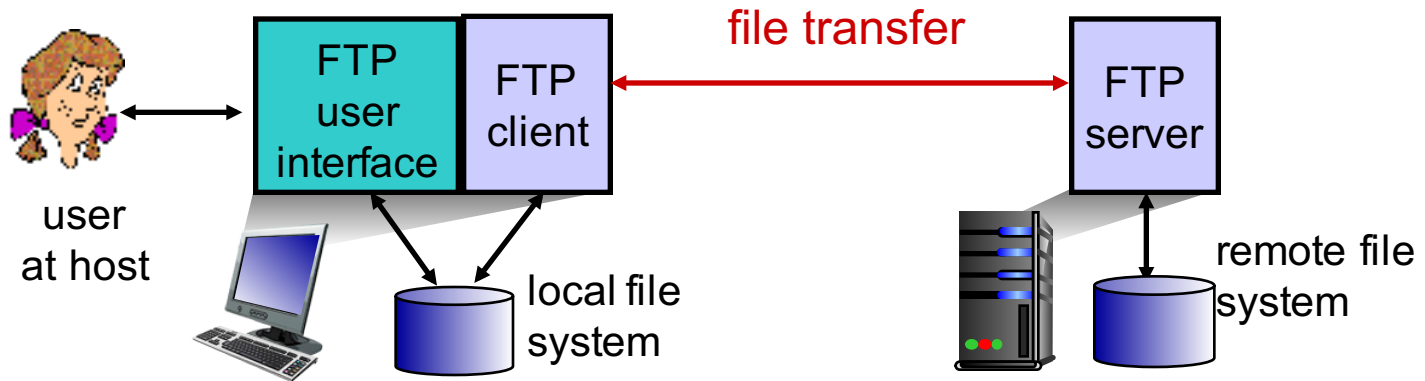 file transfer
FTP
user
interface
FTP
client
FTP
server
user
at host
local file
system
remote file
system